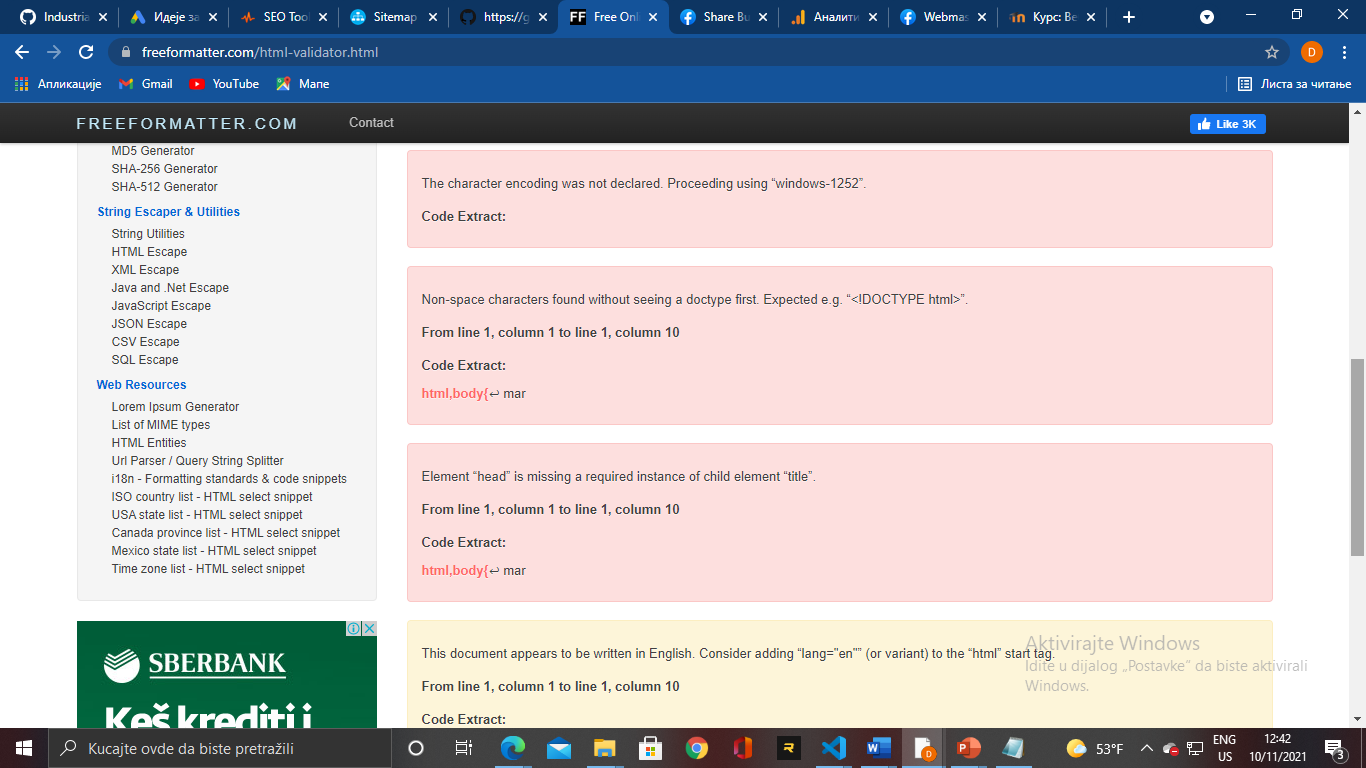 Industria
Идеје за
SEO Tool
Sitemap
https://g
Free Onl
Share Bu
Аналити
Webmas
Курс: Ве
freeformatter.com/html-validator.html
D
Апликације
Gmail
YouTube
Мапе
Листа за читање
FREEFORMATTER.COM
Contact
Like 3K
MD5 Generator
SHA-256 Generator
SHA-512 Generator
String Escaper & Utilities
String Utilities
HTML Escape
XML Escape
Java and .Net Escape
JavaScript Escape
JSON Escape
CSV Escape
SQL Escape
Web Resources
Lorem Ipsum Generator
List of MIME types
HTML Entities
Url Parser / Query String Splitter
i18n - Formatting standards & code snippets
ISO country list - HTML select snippet
USA state list - HTML select snippet
Canada province list - HTML select snippet
Mexico state list - HTML select snippet
Time zone list - HTML select snippet
SBERBANK
Keš krediti i
The character encoding was not declared. Proceeding using “windows-1252”.
Code Extract:
Non-space characters found without seeing a doctype first. Expected e.g. “<!DOCTYPE html>”.
From line 1, column 1 to line 1, column 10
Code Extract:
html,body{↩ mar
Element “head” is missing a required instance of child element “title”.
From line 1, column 1 to line 1, column 10
Code Extract:
html,body{↩ mar
This document appears to be written in English. Consider adding “lang="en"” (or variant) to the “html” start tag.
From line 1, column 1 to line 1, column 10
Code Extract:
Aktivirajte Windows
Idite u dijalog „Postavke“ da biste aktivirali
Windows.
Kucajte ovde da biste pretražili
53°F
ENG
US
12:42
10/11/2021
3